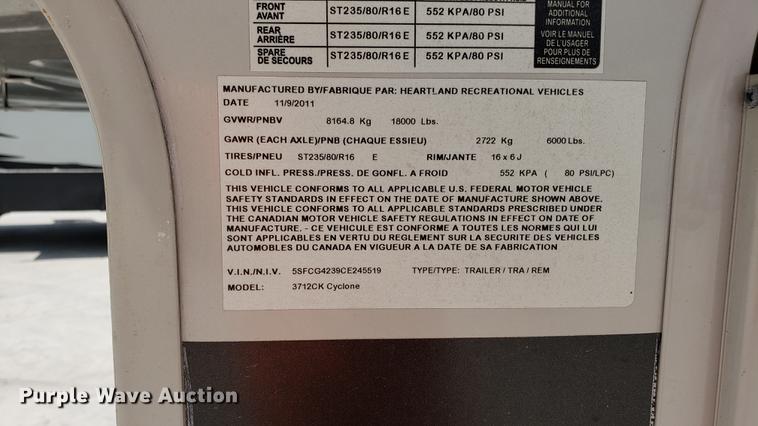 FRONT AVANT ST235/80/R16 E 552 KPA/80 PSI
REAR ARRIÈRE ST235/80/R16 E 552 KPA/80 PSI
SPARE DE SECOURS ST235/80/R16 E 552 KPA/80 PSI
MANUAL FOR
ADDITIONAL
INFORMATION
VOIR LE MANUEL
DE L'USAGER
POUR PLUS DE
RENSEIGNEMENTS
MANUFACTURED BY/FABRIQUE PAR: HEARTLAND RECREATIONAL VEHICLES
DATE 11/9/2011
GVWR/PNBV 8164.8 Kg 18000 Lbs.
GAWR (EACH AXLE)/PNB (CHAQUE ESSIEU) 2722 Kg 6000 Lbs.
TIRES/PNEU ST235/80/R16 E RIM/JANTE 16 x 6 J
COLD INFL. PRESS./PRESS. DE GONFL. A FROID 552 KPA ( 80 PSI/LPC)
THIS VEHICLE CONFORMS TO ALL APPLICABLE U.S. FEDERAL MOTOR VEHICLE
SAFETY STANDARDS IN EFFECT ON THE DATE OF MANUFACTURE SHOWN ABOVE.
THIS VEHICLE CONFORMS TO ALL APPLICABLE STANDARDS PRESCRIBED UNDER
THE CANADIAN MOTOR VEHICLE SAFETY REGULATIONS IN EFFECT ON DATE OF
MANUFACTURE. - CE VEHICULE EST CONFORME A TOUTES LES NORMES QUI LUI
SONT APPLICABLES EN VERTU DU REGLEMENT SUR LA SECURITE DES VEHICLES
AUTOMOBILES DU CANADA EN VIGUEUR A LA DATE DE SA FABRICATION
V.I.N./N.I.V. 5SFCG4239CE245519 TYPE/TYPE: TRAILER / TRA / REM
MODEL: 3712CK Cyclone
Purple Wave Auction®